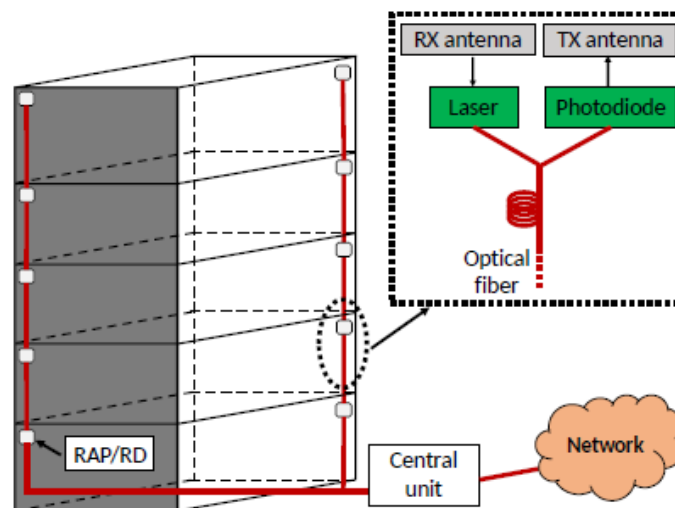 RX antenna
TX antenna
Laser
Photodiode
Optical
fiber
RAP/RD
Central
unit
Network